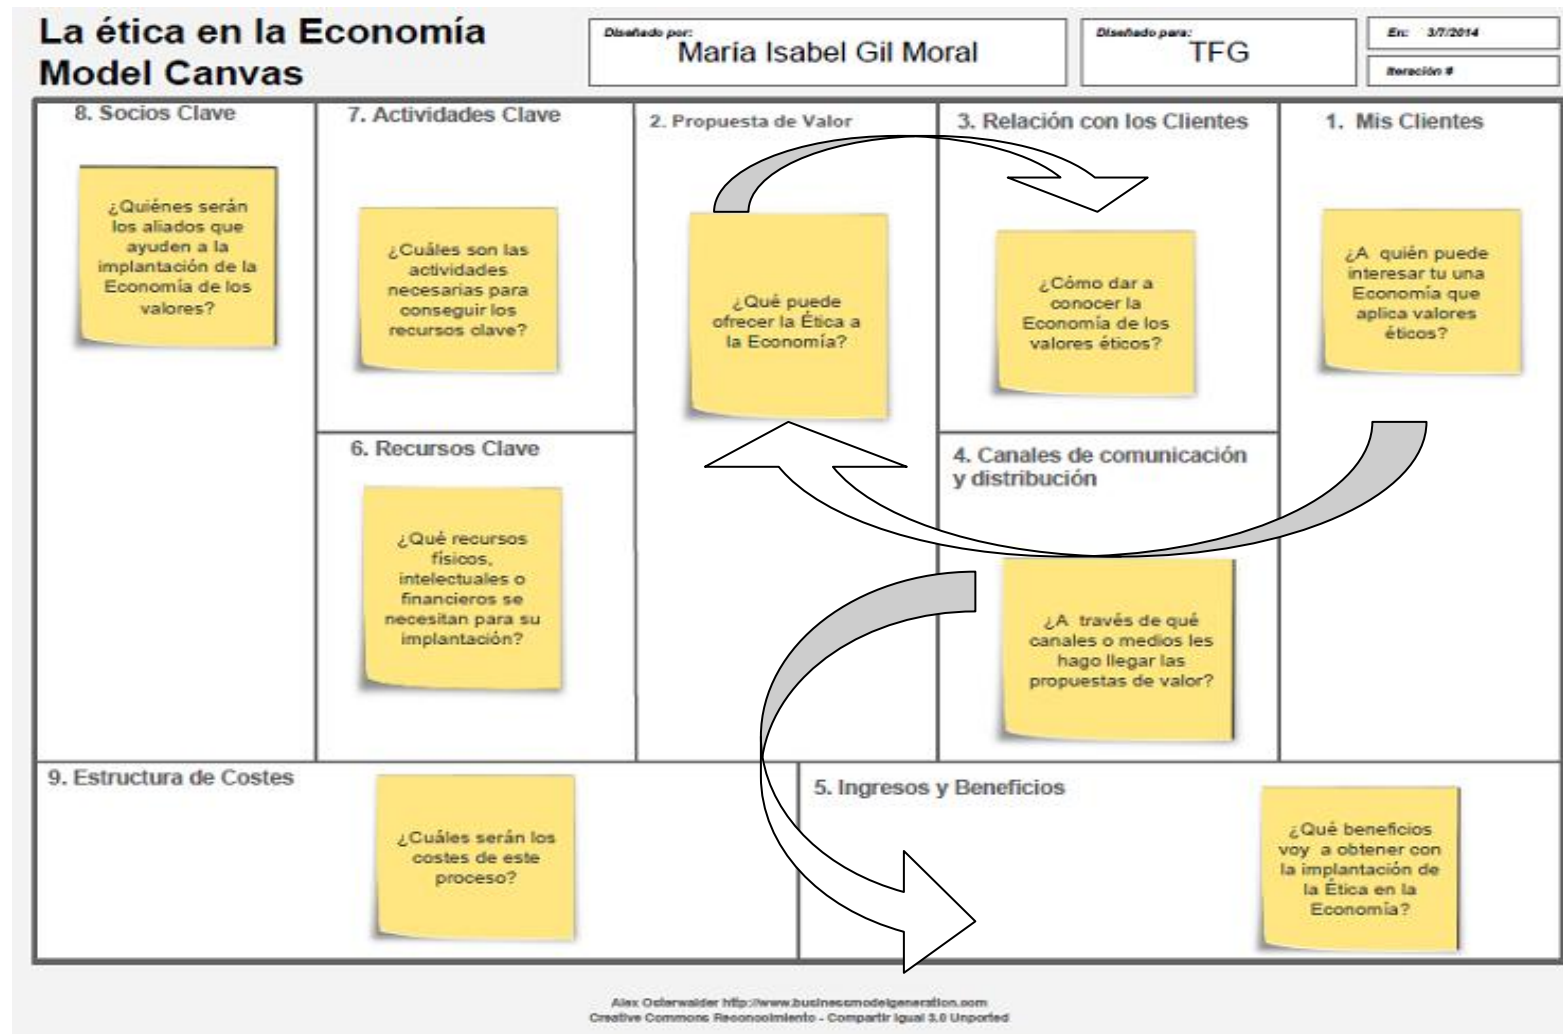 La ética en la Economía
Model Canvas
Diseñado por:
María Isabel Gil Moral
Diseñado para:
TFG
En: 3/7/2014
Iteración #
8. Socios Clave
¿Quiénes serán
los aliados que
ayuden a la
implantación de la
Economía de los
valores?
7. Actividades Clave
¿Cuáles son las
actividades
necesarias para
conseguir los
recursos clave?
6. Recursos Clave
¿Qué recursos
físicos,
intelectuales o
financieros se
necesitan para su
implantación?
2. Propuesta de Valor
¿Qué puede
ofrecer la Ética a
la Economía?
3. Relación con los Clientes
¿Cómo dar a
conocer la
Economía de los
valores éticos?
4. Canales de comunicación
y distribución
¿A través de qué
canales o medios les
hago llegar las
propuestas de valor?
1. Mis Clientes
¿A quién puede
interesar tu una
Economía que
aplica valores
éticos?
9. Estructura de Costes
¿Cuáles serán los
costes de este
proceso?
5. Ingresos y Beneficios
¿Qué beneficios
voy a obtener con
la implantación de
la Ética en la
Economía?
Alex Osterwalder http://www.businessmodelgeneration.com
Creative Commons Reconocimiento - Compartir Igual 3.0 Unported